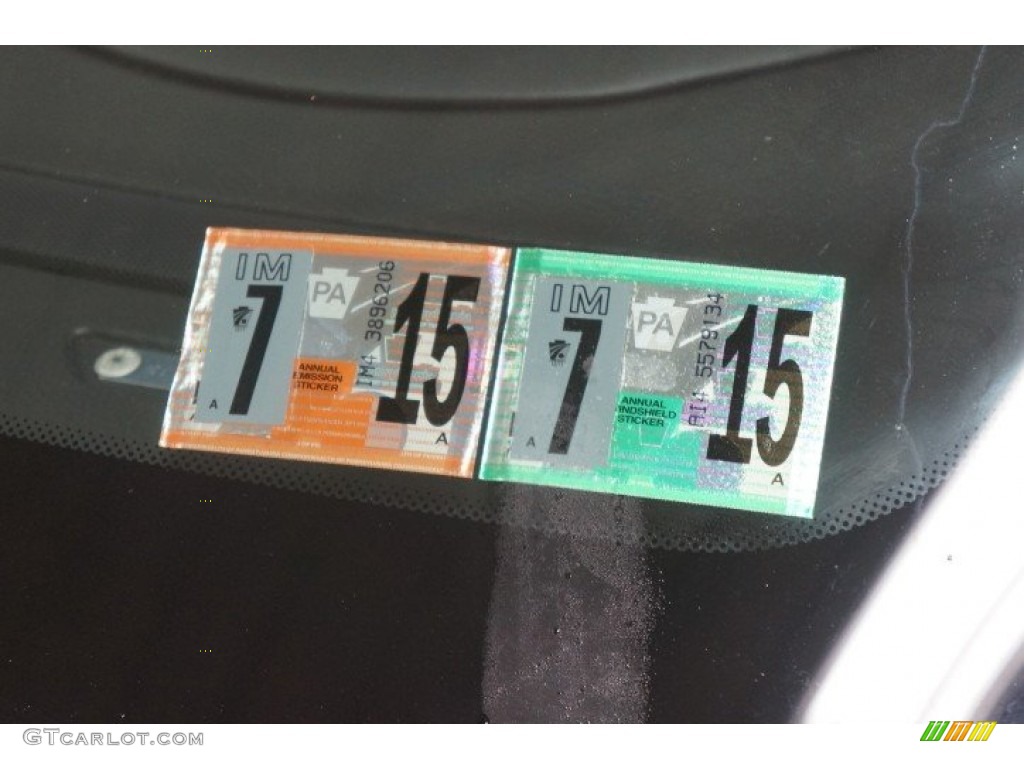 IM
7
A
PA
IM4 3896206
15
ANNUAL
EMISSION
STICKER
A
IM
7
A
PA
AI4 5579134
15
ANNUAL
WINDSHIELD
STICKER
A
GTCARLOT.COM